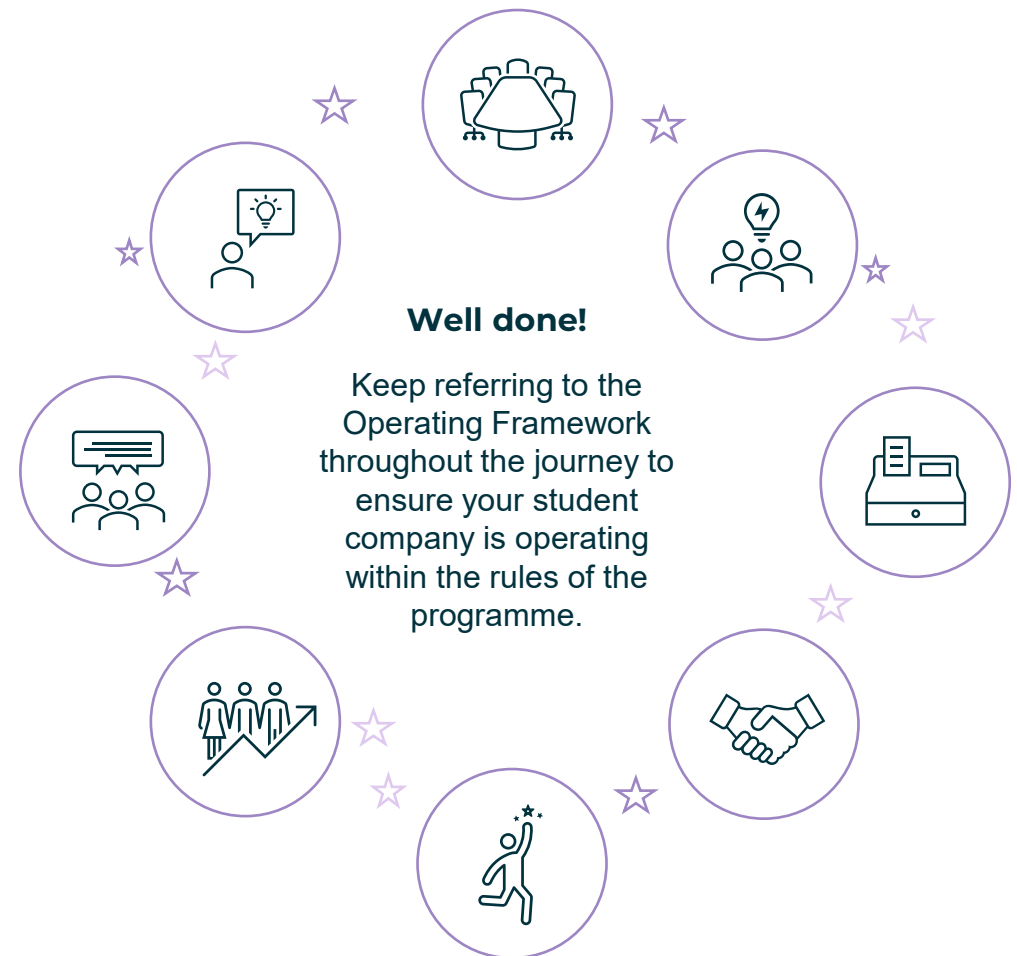 Well done!
Keep referring to the
Operating Framework
throughout the journey to
ensure your student
company is operating
within the rules of the
programme.